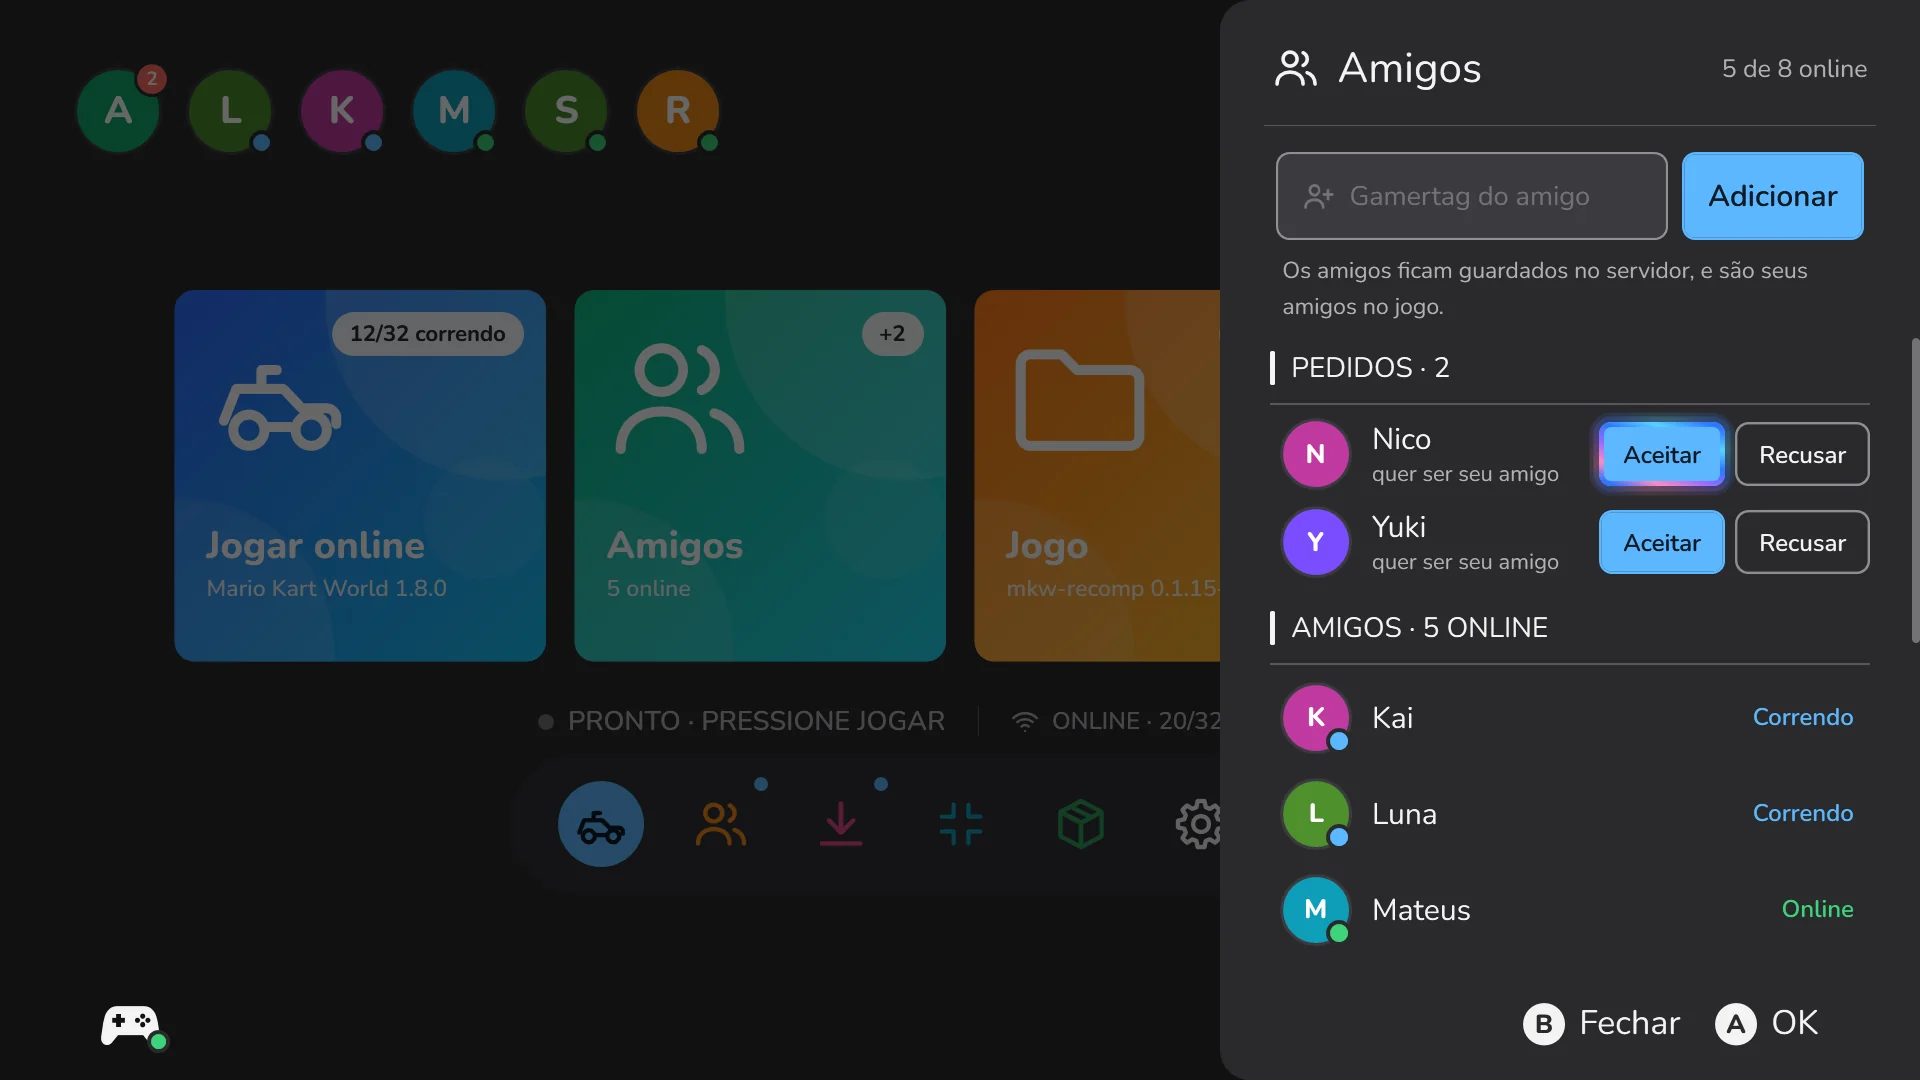 A
2
L
K
M
S
R
12/32 correndo
Jogar online
Mario Kart World 1.8.0
+2
Amigos
5 online
Jogo
mkw-recomp 0.1.15-
PRONTO · PRESSIONE JOGAR
ONLINE · 20/32
Amigos
5 de 8 online
Gamertag do amigo
Adicionar
Os amigos ficam guardados no servidor, e são seus
amigos no jogo.
PEDIDOS · 2
N
Nico
quer ser seu amigo
Aceitar
Recusar
Y
Yuki
quer ser seu amigo
Aceitar
Recusar
AMIGOS · 5 ONLINE
K
Kai
Correndo
L
Luna
Correndo
M
Mateus
Online
B Fechar
A OK